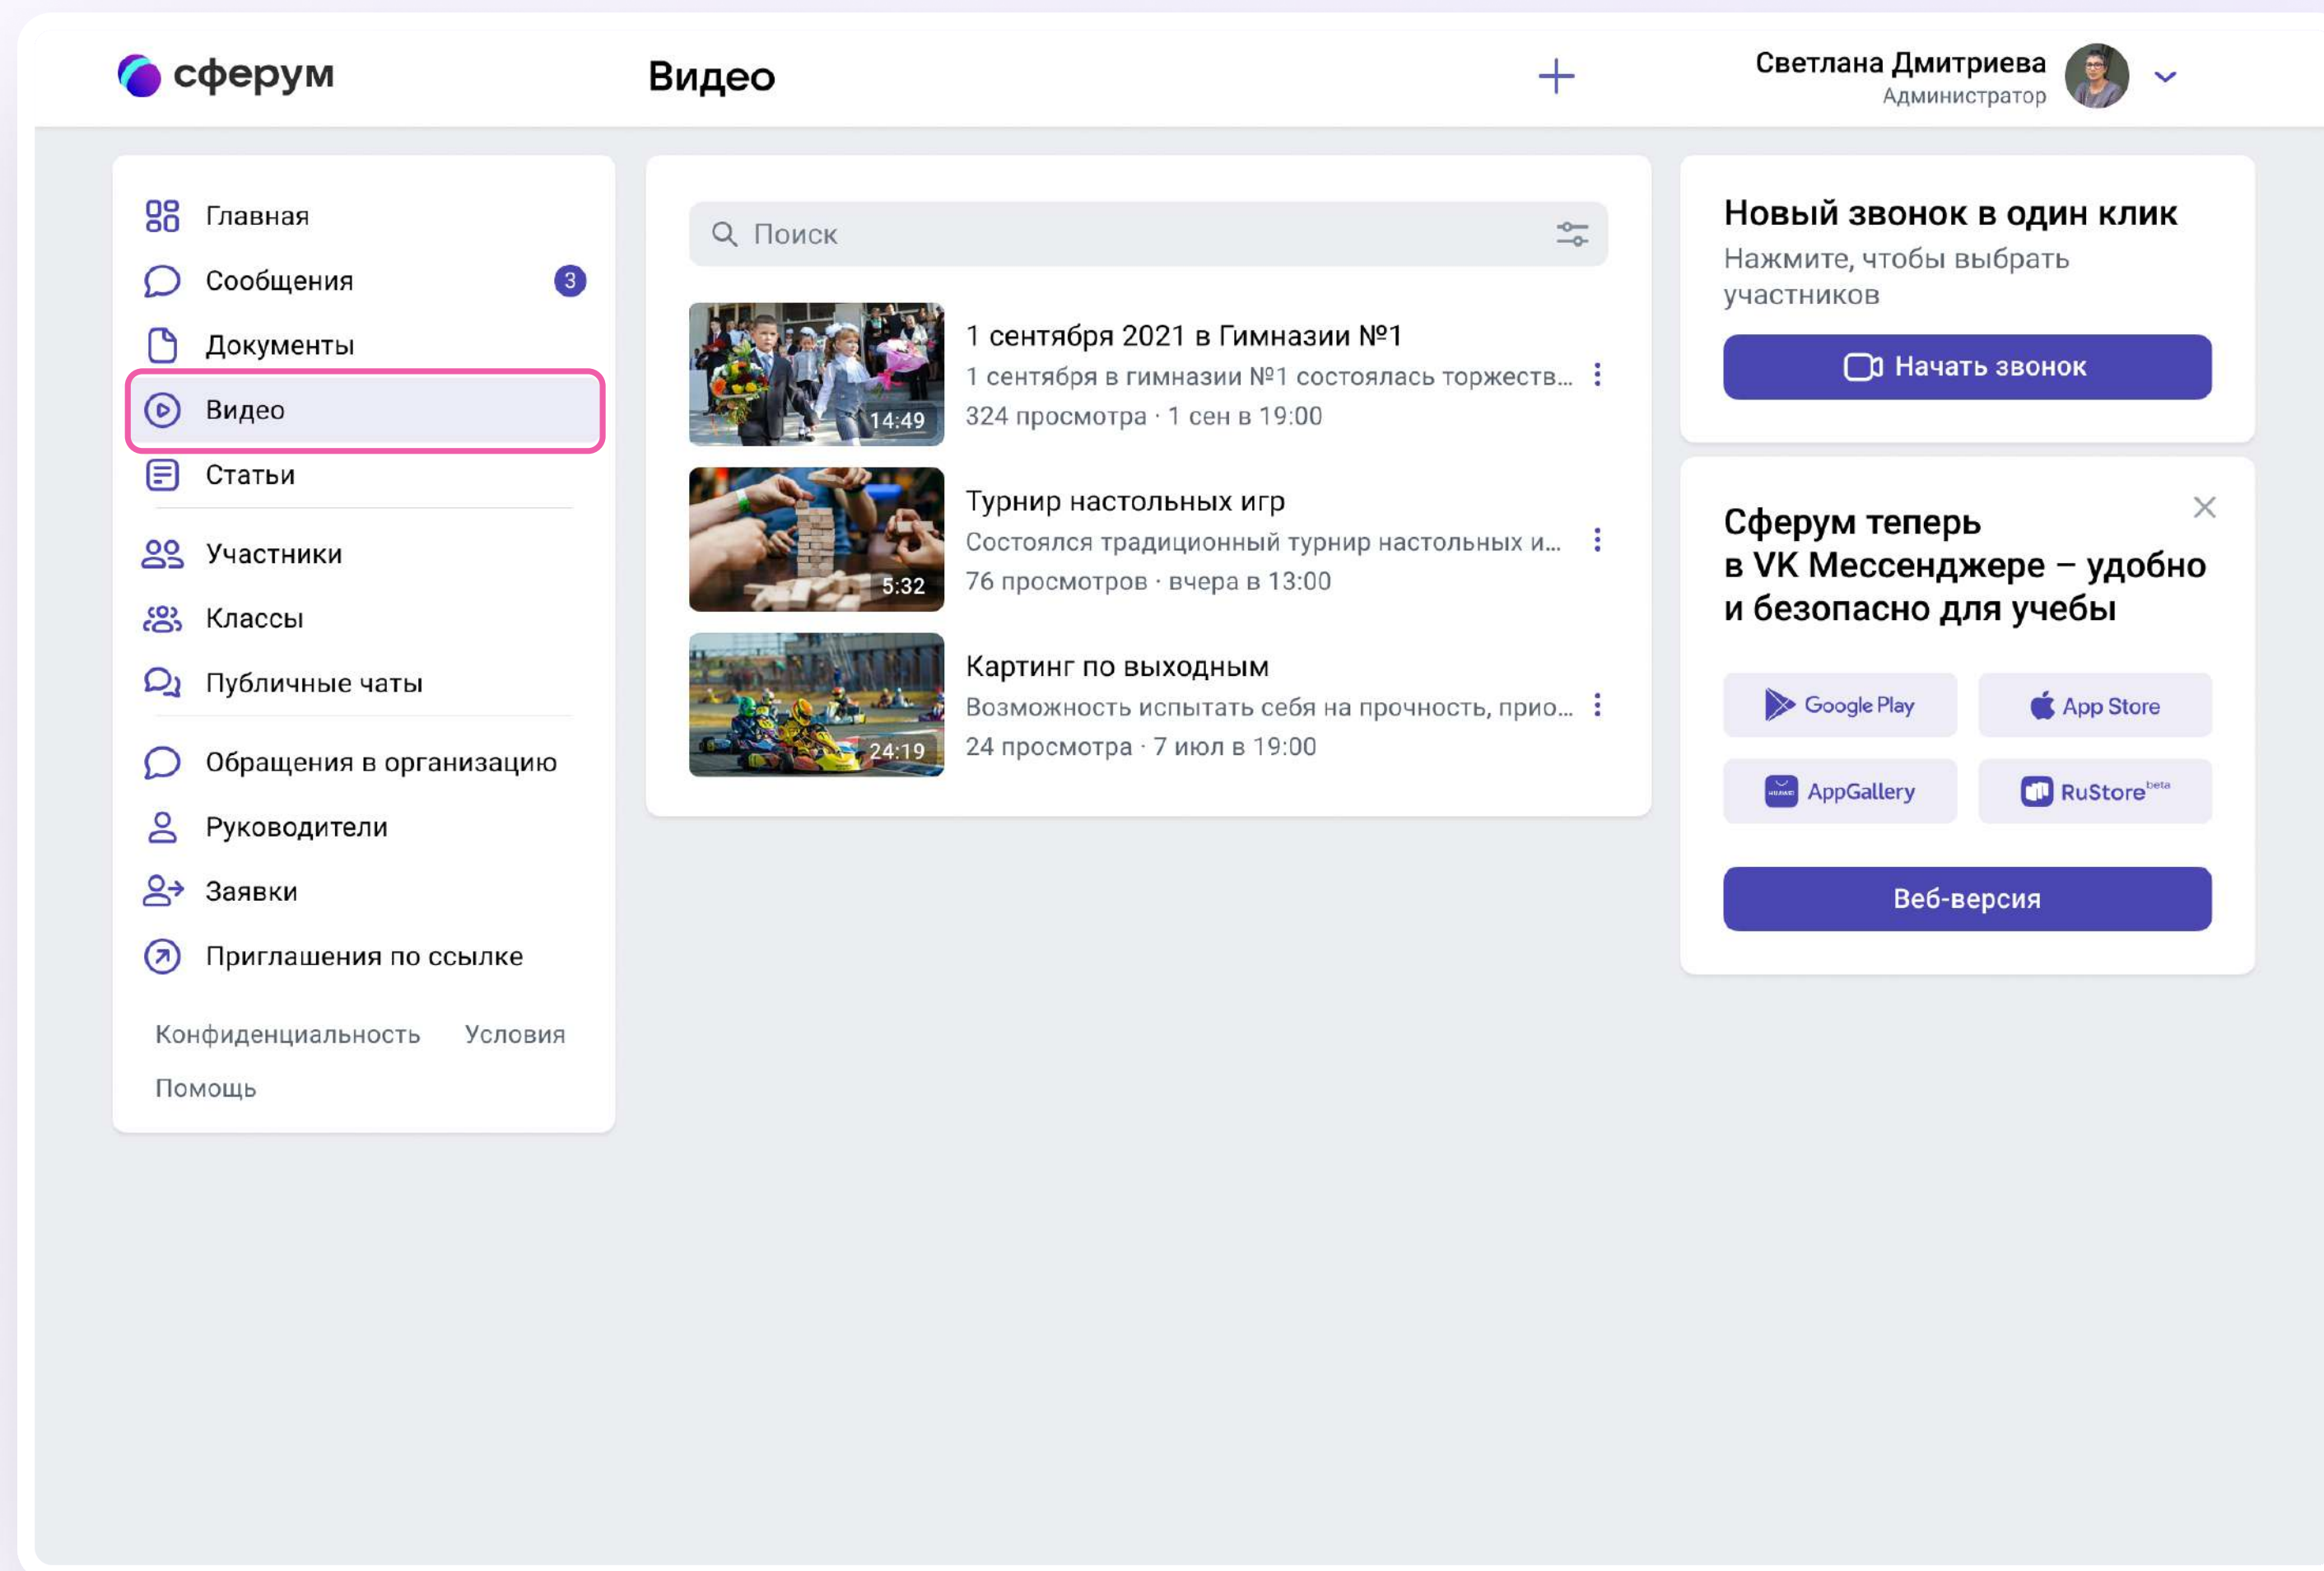 сферум
Видео
Светлана Дмитриева
Администратор
Главная
Сообщения
3
Документы
Видео
Статьи
Участники
Классы
Публичные чаты
Обращения в организацию
Руководители
Заявки
Приглашения по ссылке
Конфиденциальность Условия
Помощь
Поиск
14:49
1 сентября 2021 в Гимназии №1
1 сентября в гимназии №1 состоялась торжеств...
324 просмотра · 1 сен в 19:00
5:32
Турнир настольных игр
Состоялся традиционный турнир настольных и...
76 просмотров · вчера в 13:00
24:19
Картинг по выходным
Возможность испытать себя на прочность, прио...
24 просмотра · 7 июл в 19:00
Новый звонок в один клик
Нажмите, чтобы выбрать
участников
Начать звонок
Сферум теперь
в VK Мессенджере – удобно
и безопасно для учебы
Google Play
App Store
HUAWEI AppGallery
RuStore beta
Веб-версия